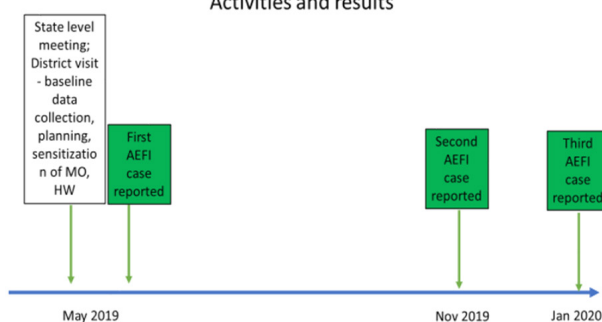 Activities and results
State level
meeting;
District visit
- baseline
data
collection,
planning,
sensitizatio
n of MO,
HW
First
AEFI
case
reported
Second
AEFI
case
reported
Third
AEFI
case
reported
May 2019
Nov 2019
Jan 2020